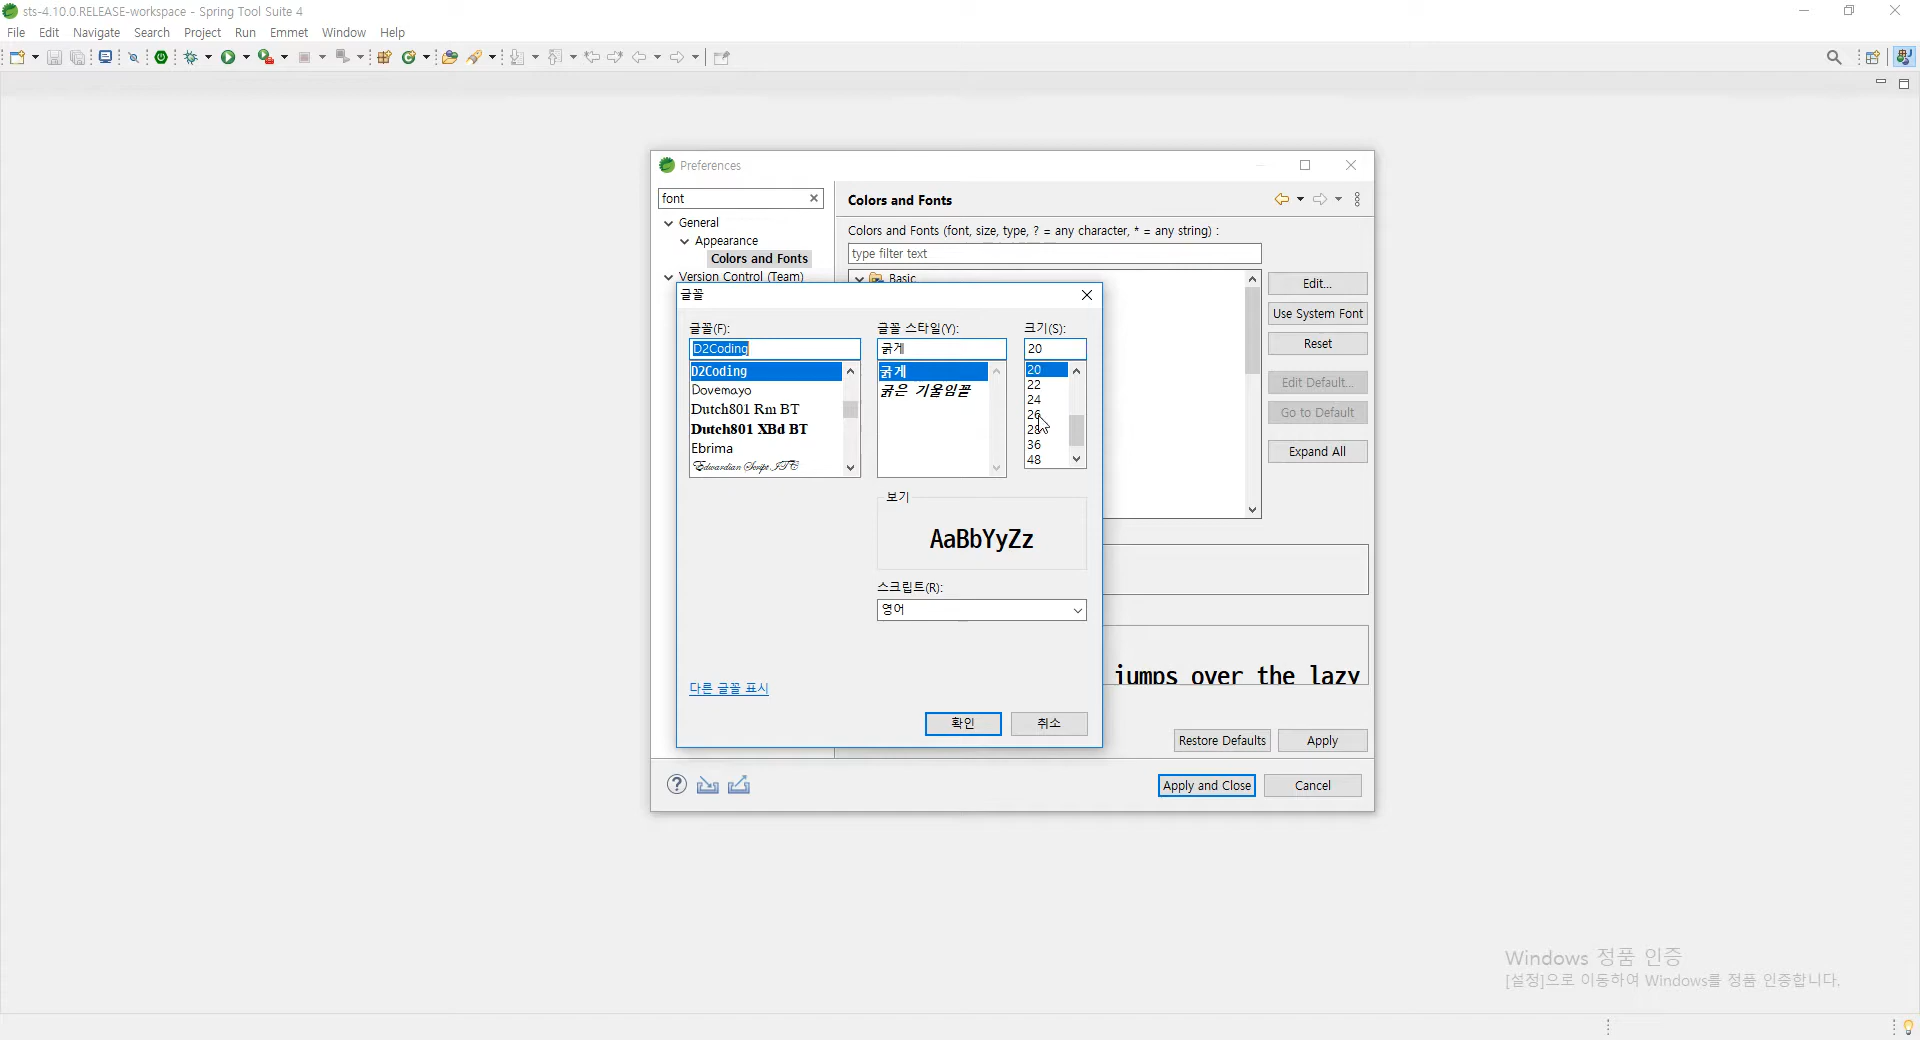 sts-4.10.0.RELEASE-workspace - Spring Tool Suite 4
File Edit Navigate Search Project Run Emmet Window Help
Preferences
font
General
Appearance
Colors and Fonts
Version Control (Team)
Colors and Fonts
Colors and Fonts (font, size, type, ? = any character, * = any string) :
type filter text
Basic
Edit...
Use System Font
Reset
Edit Default...
Go to Default
Expand All
글꼴
글꼴(F):
D2Coding
D2Coding
Dovemayo
Dutch801 Rm BT
Dutch801 XBd BT
Ebrima
Edwardian Script ITC
글꼴 스타일(Y):
굵게
굵게
굵은 기울임꼴
크기(S):
20
20
22
24
26
28
36
48
보기
AaBbYyZz
스크립트(R):
영어
다른 글꼴 표시
확인
취소
jumps over the lazy
Restore Defaults
Apply
Apply and Close
Cancel
Windows 정품 인증
[설정]으로 이동하여 Windows를 정품 인증합니다.